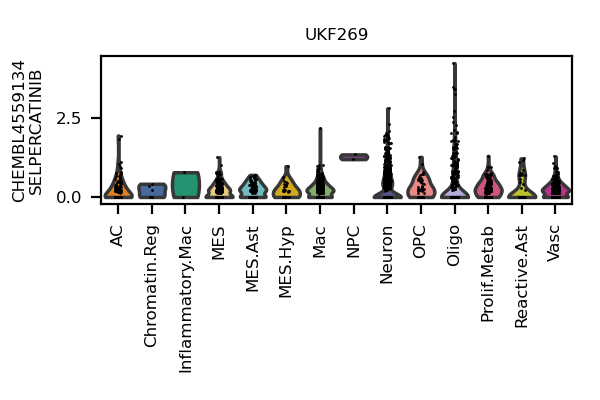 UKF269
CHEMBL4559134
SELPERCATINIB
2.5
0.0
AC
Chromatin.Reg
Inflammatory.Mac
MES
MES.Ast
MES.Hyp
Mac
NPC
Neuron
OPC
Oligo
Prolif.Metab
Reactive.Ast
Vasc